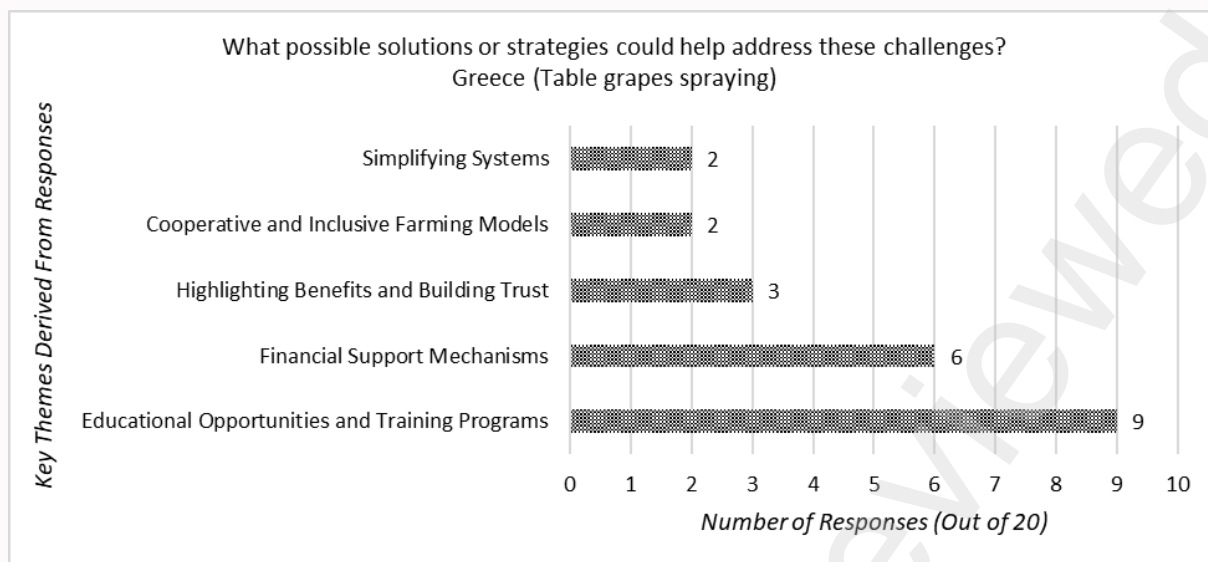 What possible solutions or strategies could help address these challenges?
Greece (Table grapes spraying)
Key Themes Derived From Responses
Simplifying Systems
2
Cooperative and Inclusive Farming Models
2
Highlighting Benefits and Building Trust
3
Financial Support Mechanisms
6
Educational Opportunities and Training Programs
9
0 1 2 3 4 5 6 7 8 9 10
Number of Responses (Out of 20)
eviewed